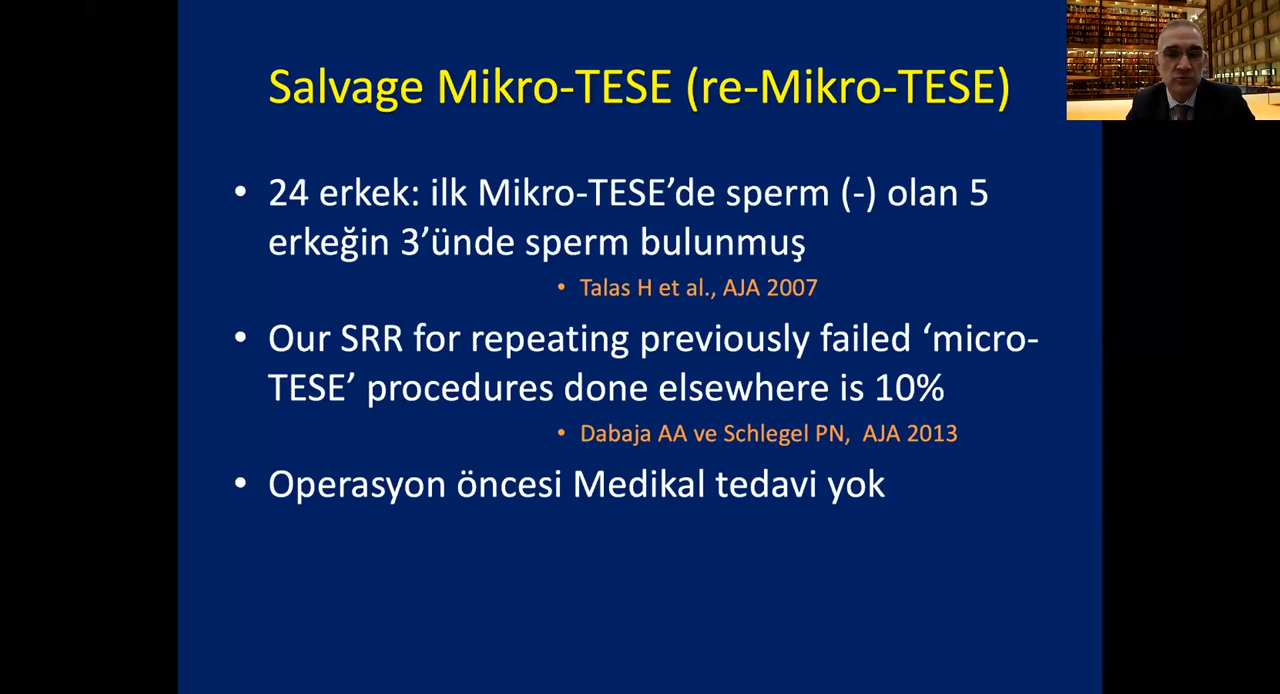 Salvage Mikro-TESE (re-Mikro-TESE)
• 24 erkek: ilk Mikro-TESE’de sperm (-) olan 5
erkeğin 3’ünde sperm bulunmuş
• Talas H et al., AJA 2007
• Our SRR for repeating previously failed ‘micro-
TESE’ procedures done elsewhere is 10%
• Dabaja AA ve Schlegel PN, AJA 2013
• Operasyon öncesi Medikal tedavi yok